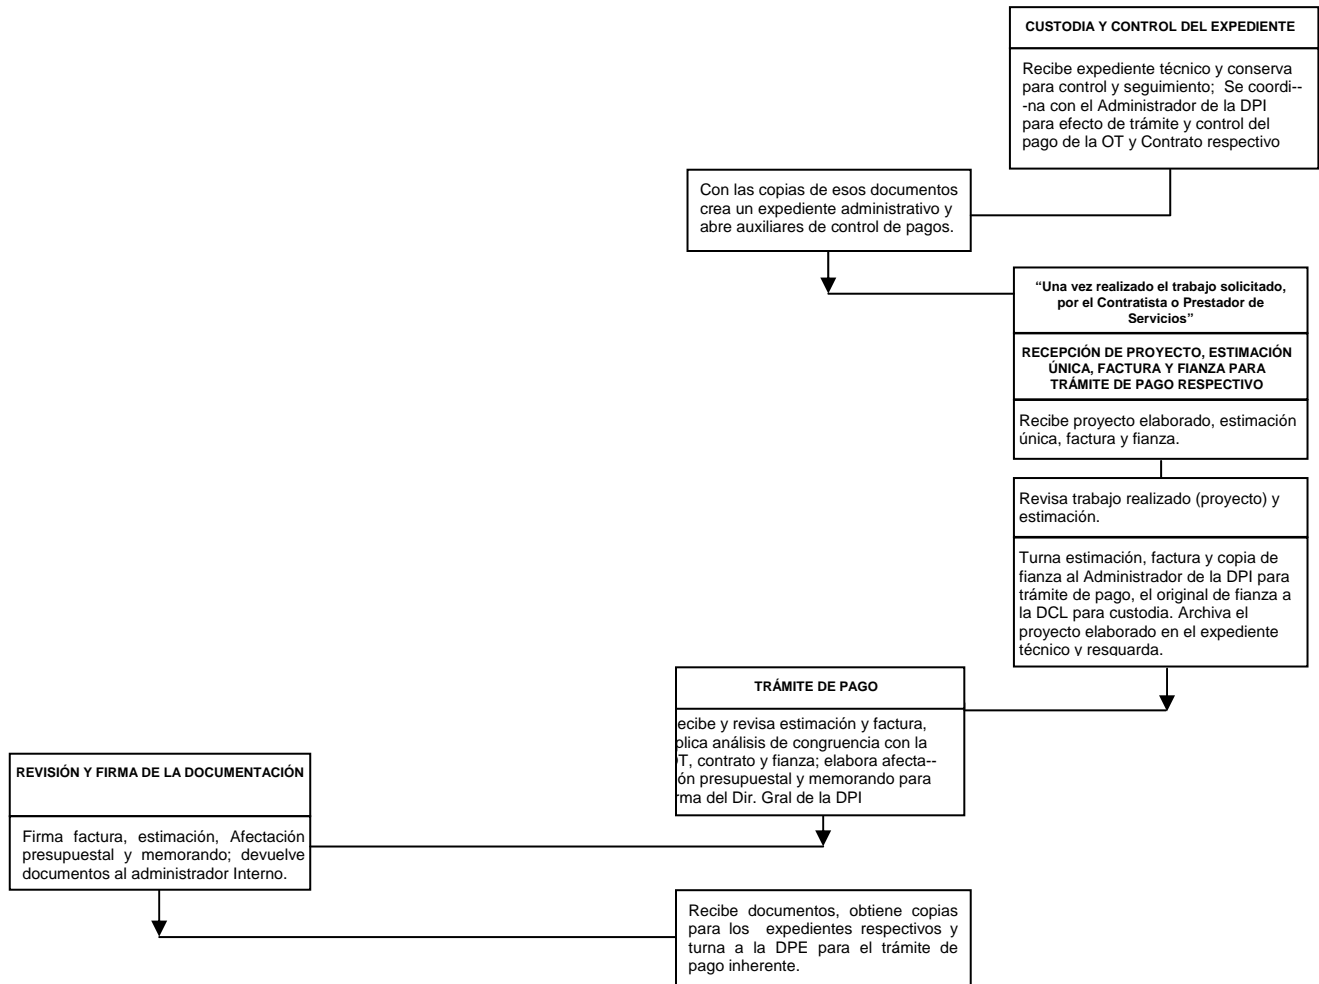 CUSTODIA Y CONTROL DEL EXPEDIENTE
Recibe expediente técnico y conserva
para control y seguimiento; Se coordi--
-na con el Administrador de la DPI
para efecto de trámite y control del
pago de la OT y Contrato respectivo
Con las copias de esos documentos
crea un expediente administrativo y
abre auxiliares de control de pagos.
“Una vez realizado el trabajo solicitado,
por el Contratista o Prestador de
Servicios”
RECEPCIÓN DE PROYECTO, ESTIMACIÓN
ÚNICA, FACTURA Y FIANZA PARA
TRÁMITE DE PAGO RESPECTIVO
Recibe proyecto elaborado, estimación
única, factura y fianza.
Revisa trabajo realizado (proyecto) y
estimación.
Turna estimación, factura y copia de
fianza al Administrador de la DPI para
trámite de pago, el original de fianza a
la DCL para custodia. Archiva el
proyecto elaborado en el expediente
técnico y resguarda.
TRÁMITE DE PAGO
ecibe y revisa estimación y factura,
plica análisis de congruencia con la
T, contrato y fianza; elabora afecta--
ón presupuestal y memorando para
rma del Dir. Gral de la DPI
REVISIÓN Y FIRMA DE LA DOCUMENTACIÓN
Firma factura, estimación, Afectación
presupuestal y memorando; devuelve
documentos al administrador Interno.
Recibe documentos, obtiene copias
para los expedientes respectivos y
turna a la DPE para el trámite de
pago inherente.